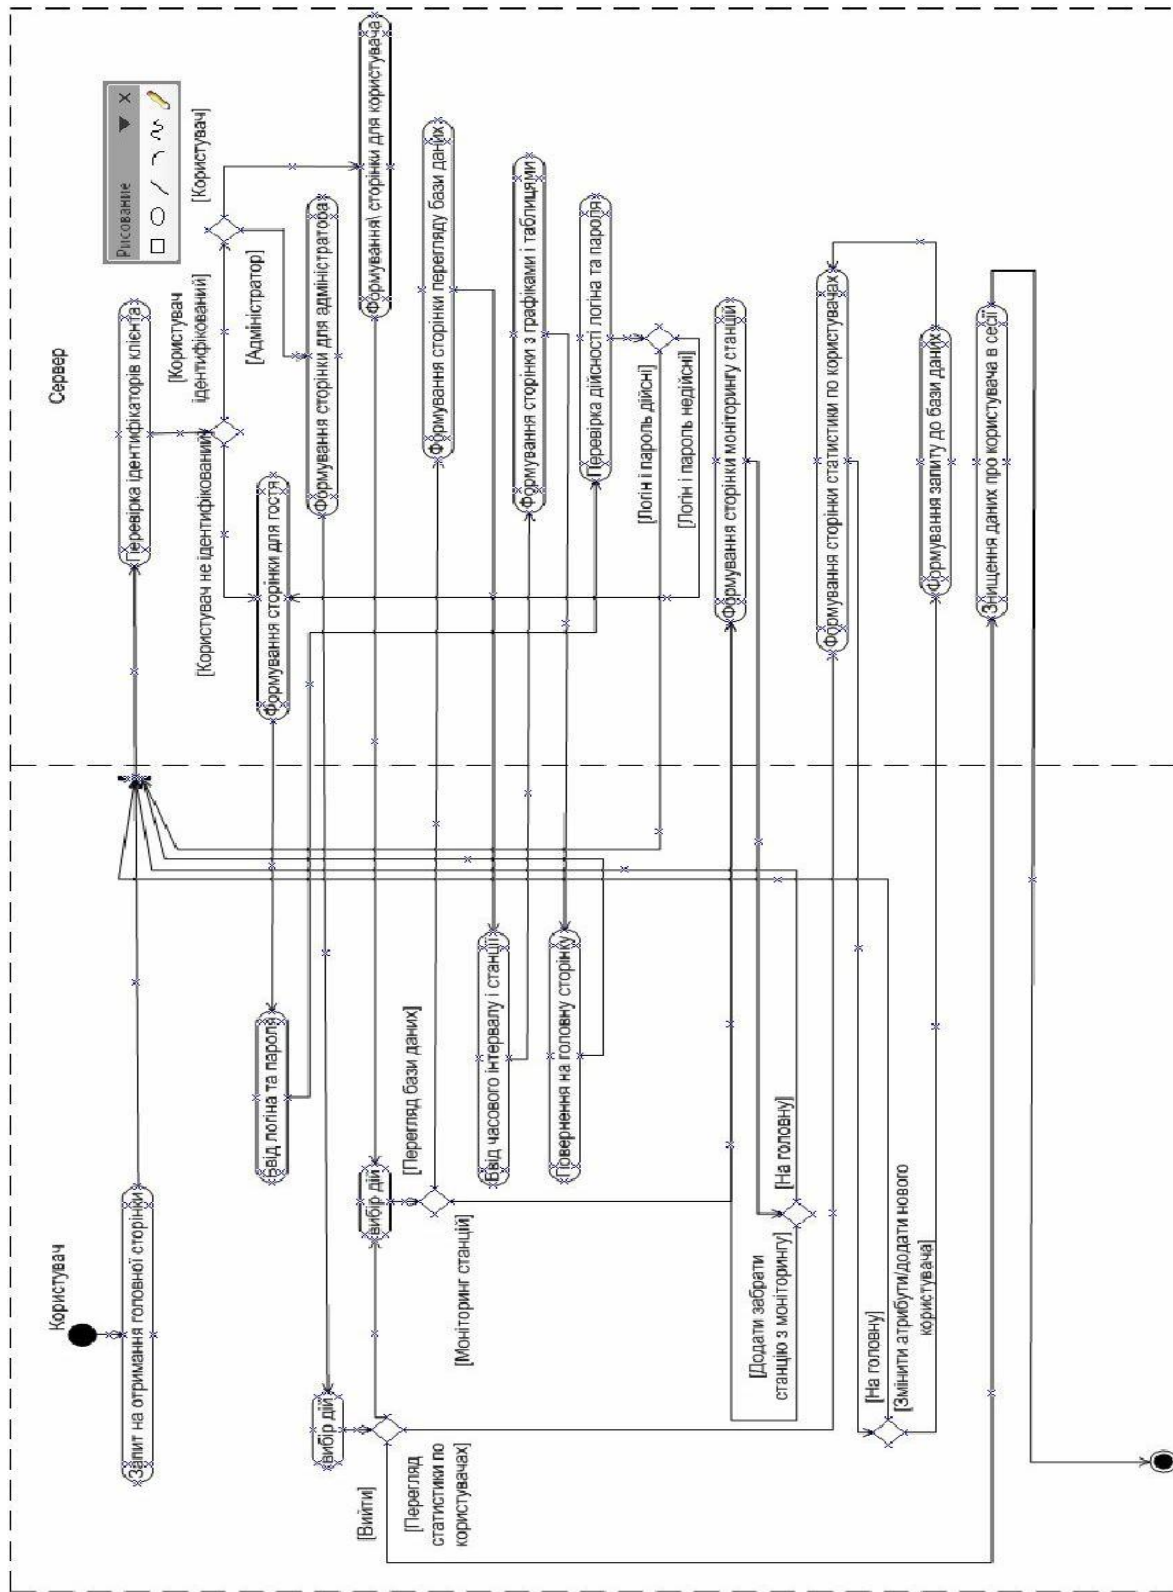 Користувач
Сервер
Запит на отримання головної сторінки
Перевірка ідентифікаторів клієнта
Рисование
[Користувач
ідентифікований]
[Користувач не ідентифікований]
[Користувач]
[Адміністратор]
Формування сторінки для гостя
Ввід логіна та пароля
Формування сторінки для адміністратора
вибір дій
Формування\ сторінки для користувача
вибір дій
[Вийти]
[Перегляд
статистики по
користувачах]
[Перегляд бази даних]
[Моніторинг станцій]
Формування сторінки перегляду бази даних
Ввід часового інтервалу і станції
Формування сторінки з графіками і таблицями
Повернення на головну сторінку
Перевірка дійсності логіна та пароля
[Логін і пароль дійсні]
[Логін і пароль недійсні]
Формування сторінки моніторингу станцій
[Додати забрати
станцію з моніторингу]
[На головну]
Формування сторінки статистики по користувачах
[На головну]
[Змінити атрибути/додати нового
користувача]
Формування запиту до бази даних
Знищення даних про користувача в сесії